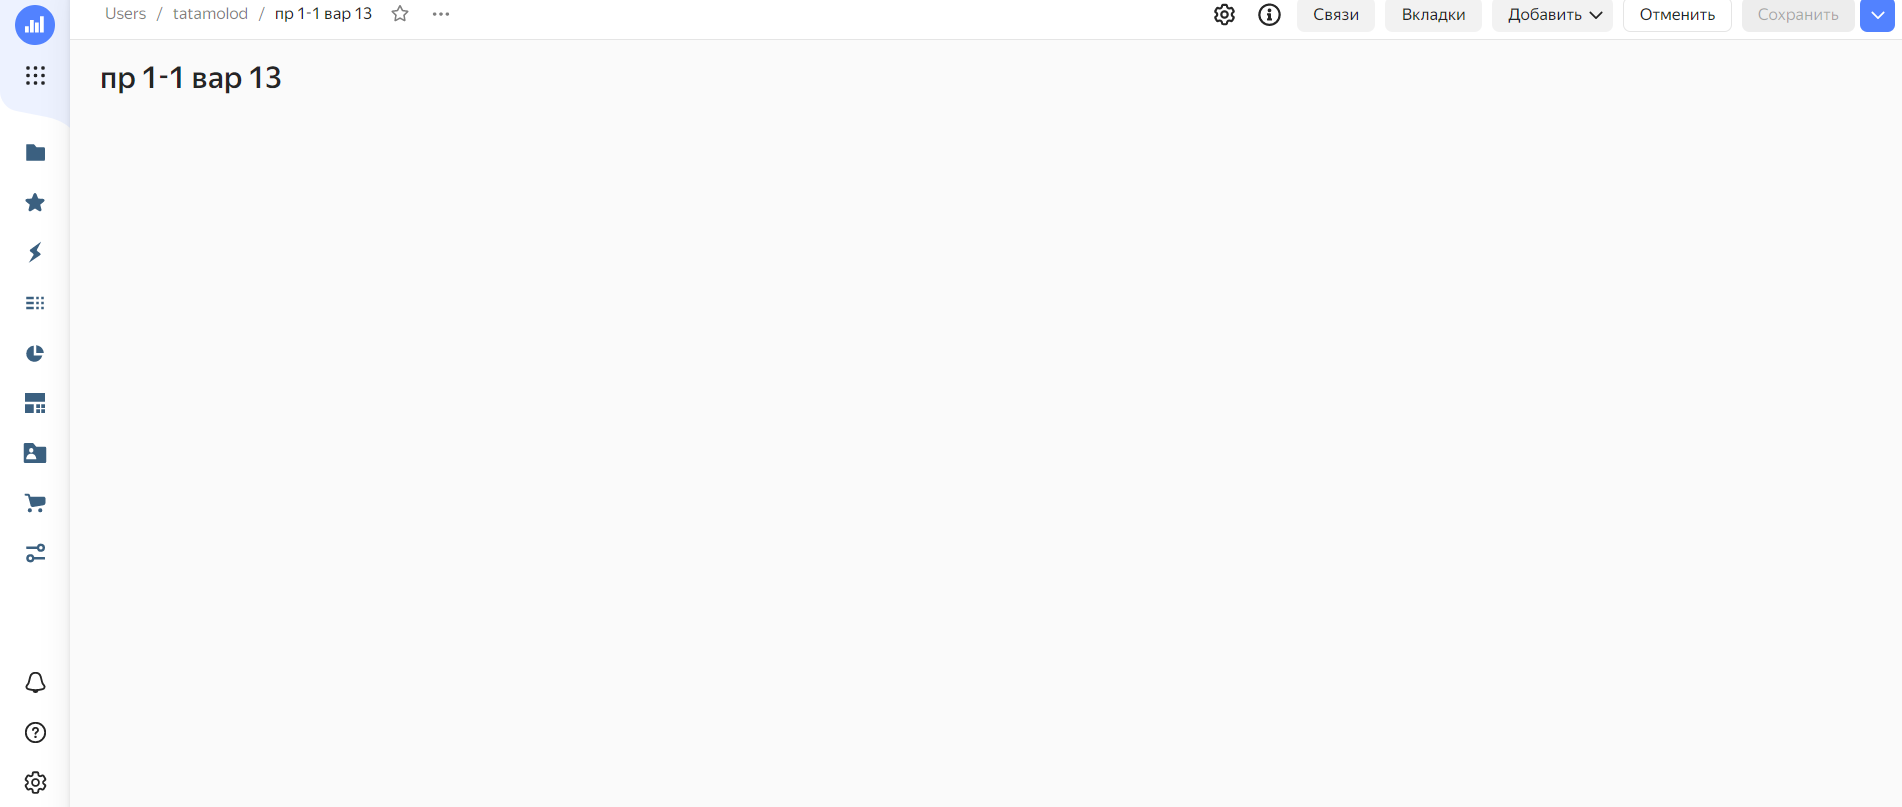 Users / tatamolod / пр 1-1 вар 13
Связи
Вкладки
Добавить
Отменить
Сохранить
пр 1-1 вар 13